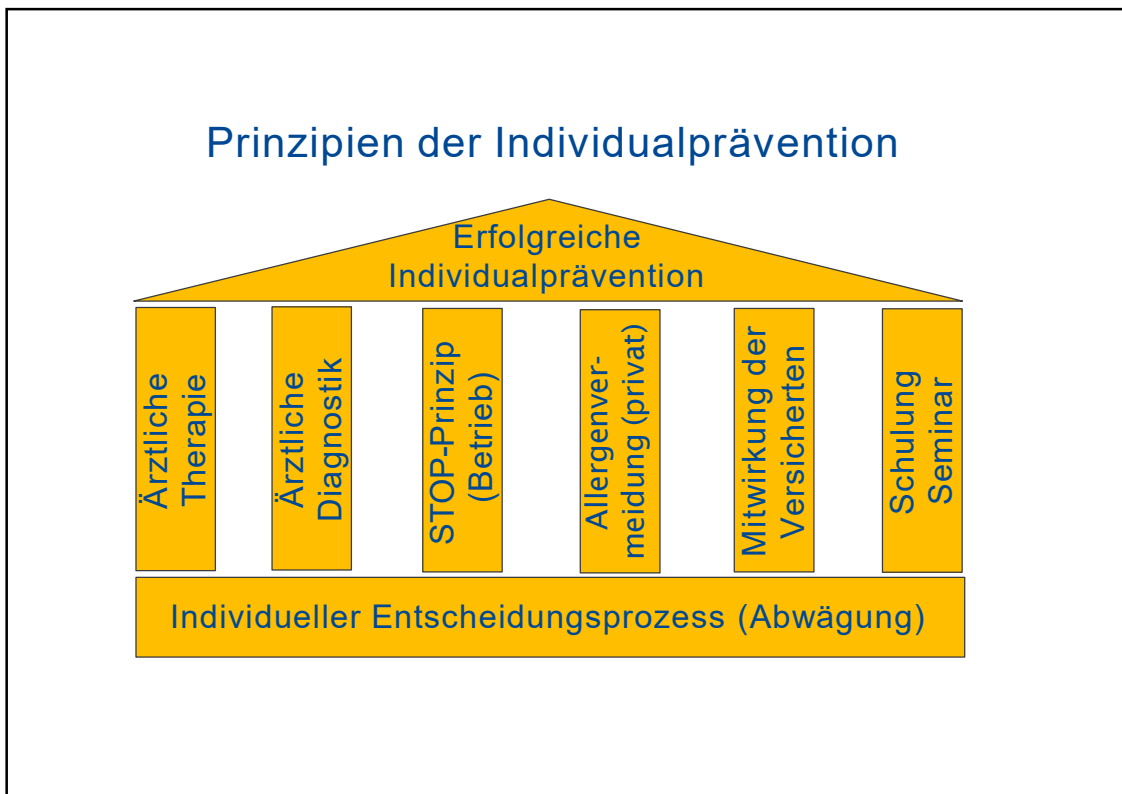 Prinzipien der Individualprävention
Erfolgreiche
Individualprävention
Ärztliche
Therapie
Ärztliche
Diagnostik
STOP-Prinzip
(Betrieb)
Allergenver-
meidung (privat)
Mitwirkung der
Versicherten
Schulung
Seminar
Individueller Entscheidungsprozess (Abwägung)